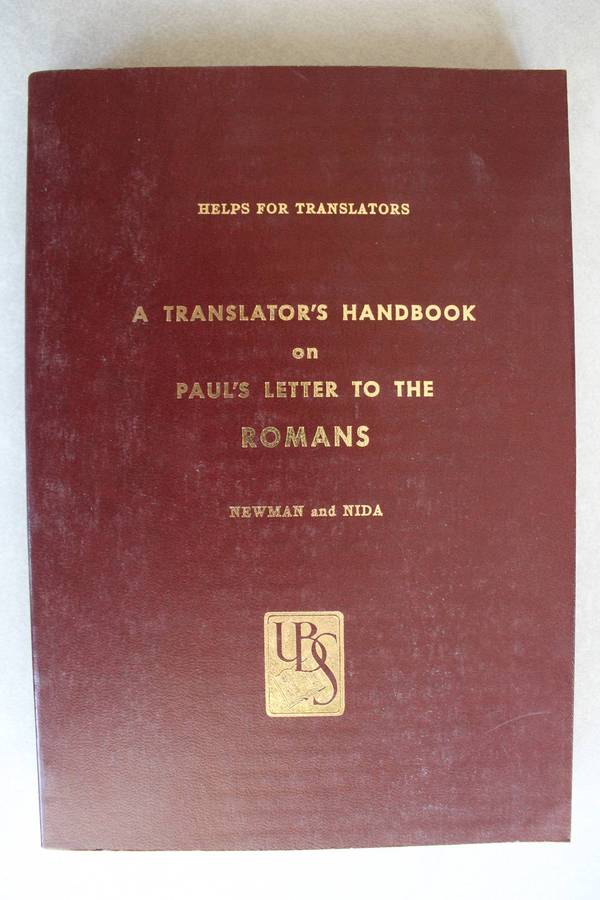 HELPS FOR TRANSLATORS
A TRANSLATOR'S HANDBOOK
on
PAUL'S LETTER TO THE
ROMANS
NEWMAN and NIDA
UBS